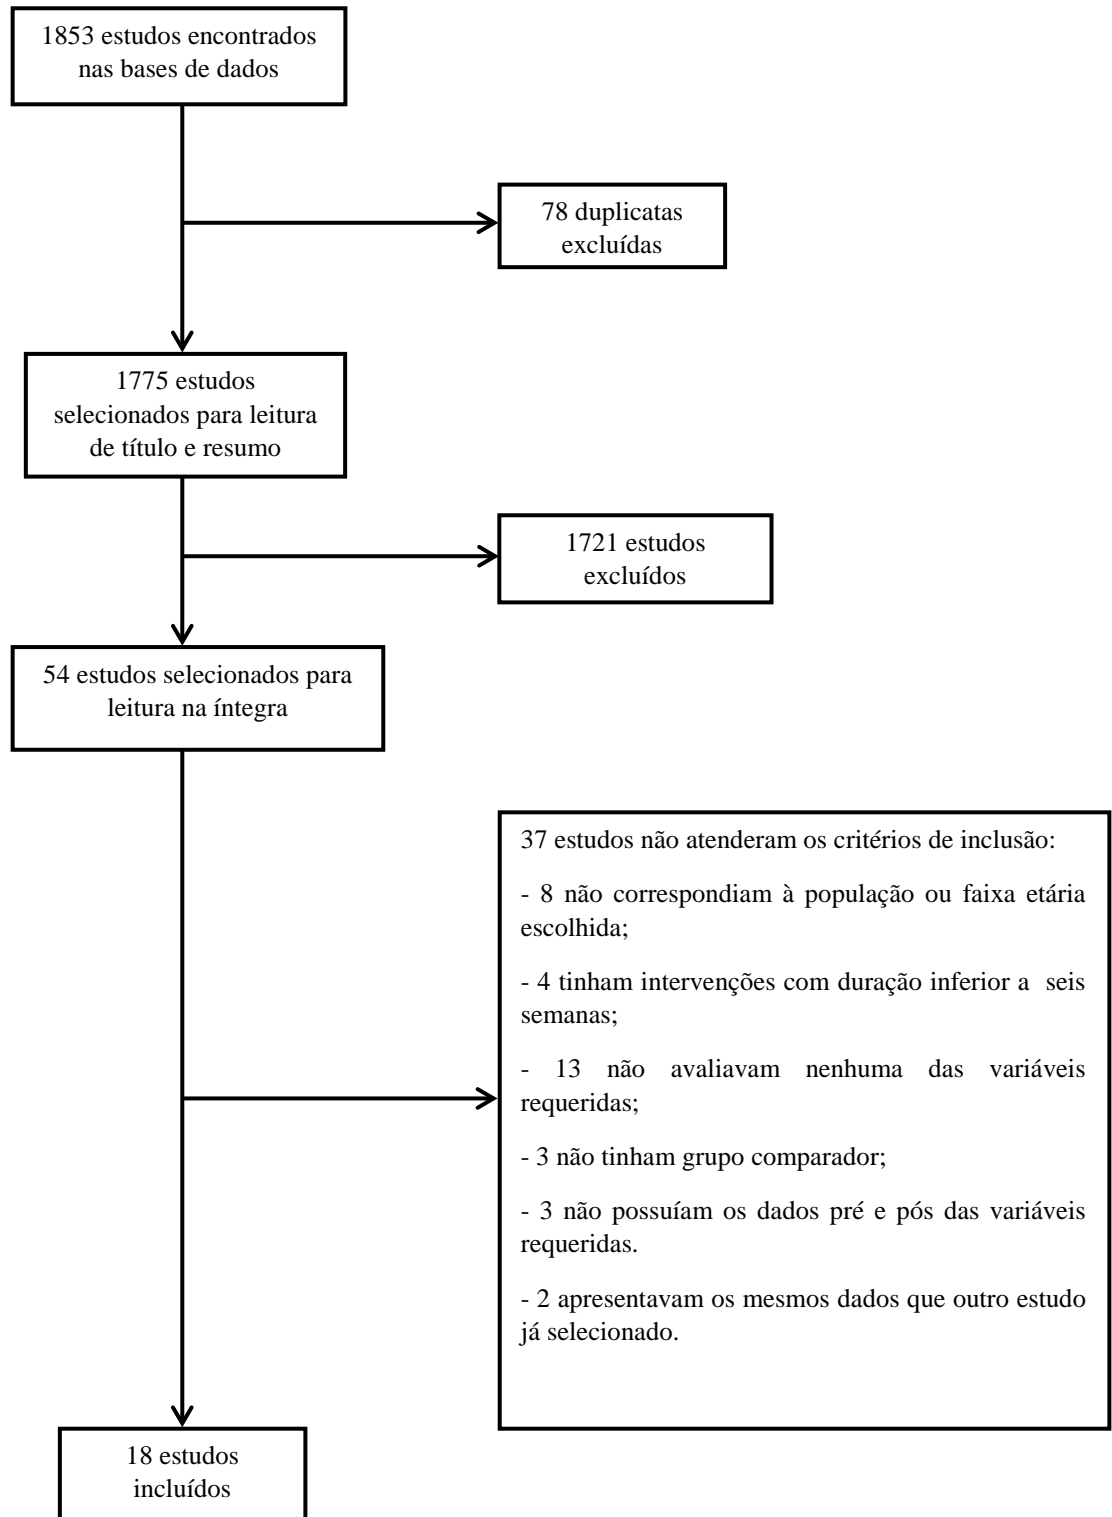 1853 estudos encontrados
nas bases de dados
78 duplicatas
excluídas
1775 estudos
selecionados para leitura
de título e resumo
1721 estudos
excluídos
54 estudos selecionados para
leitura na íntegra
37 estudos não atenderam os critérios de inclusão:
- 8 não correspondiam à população ou faixa etária
escolhida;
- 4 tinham intervenções com duração inferior a seis
semanas;
- 13 não avaliavam nenhuma das variáveis
requeridas;
- 3 não tinham grupo comparador;
- 3 não possuíam os dados pré e pós das variáveis
requeridas.
- 2 apresentavam os mesmos dados que outro estudo
já selecionado.
18 estudos
incluídos